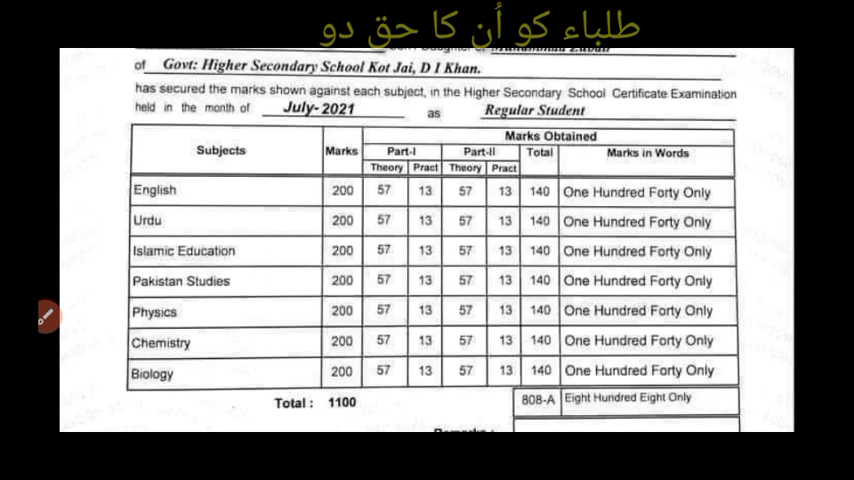 طلباء کو اُن کا حق دو
of Govt: Higher Secondary School Kot Jai, D I Khan.
has secured the marks shown against each subject, in the Higher Secondary School Certificate Examination
held in the month of July-2021 as Regular Student
Subjects Marks Marks Obtained
Part-I Part-II Total Marks in Words
Theory Pract Theory Pract
English 200 57 13 57 13 140 One Hundred Forty Only
Urdu 200 57 13 57 13 140 One Hundred Forty Only
Islamic Education 200 57 13 57 13 140 One Hundred Forty Only
Pakistan Studies 200 57 13 57 13 140 One Hundred Forty Only
Physics 200 57 13 57 13 140 One Hundred Forty Only
Chemistry 200 57 13 57 13 140 One Hundred Forty Only
Biology 200 57 13 57 13 140 One Hundred Forty Only
Total : 1100 808-A Eight Hundred Eight Only